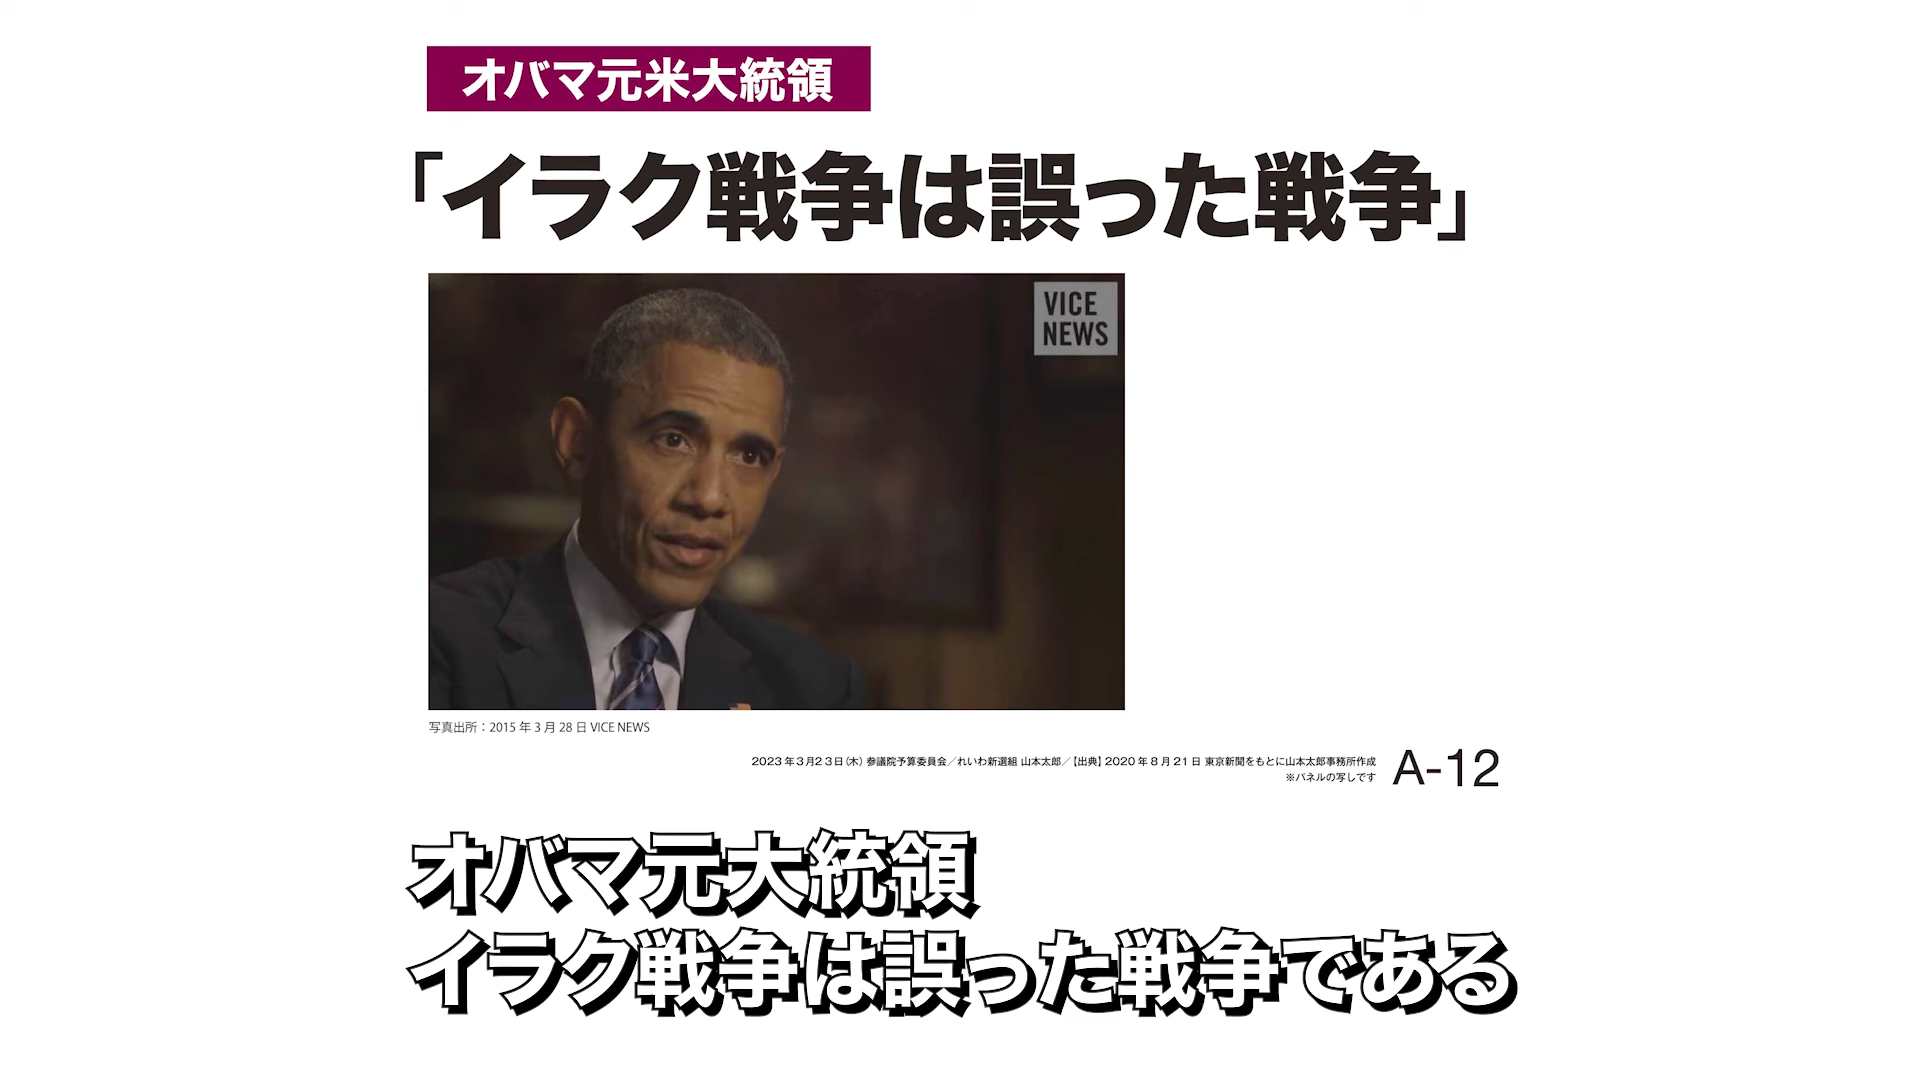 オバマ元米大統領
「イラク戦争は誤った戦争」
VICE
NEWS
写真出所：2015年3月28日 VICE NEWS
2023年3月23日（木）参議院予算委員会／れいわ新選組 山本太郎／【出典】2020年8月21日 東京新聞をもとに山本太郎事務所作成
※パネルの写しです
A-12
オバマ元大統領
イラク戦争は誤った戦争である